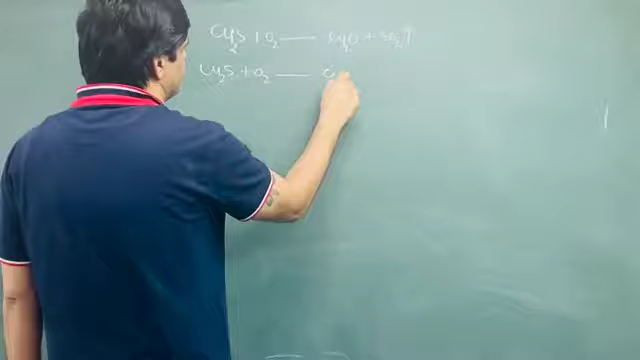 Cu₂S + O₂ —— Cu₂O + SO₂↑
Cu₂S + O₂ —— C